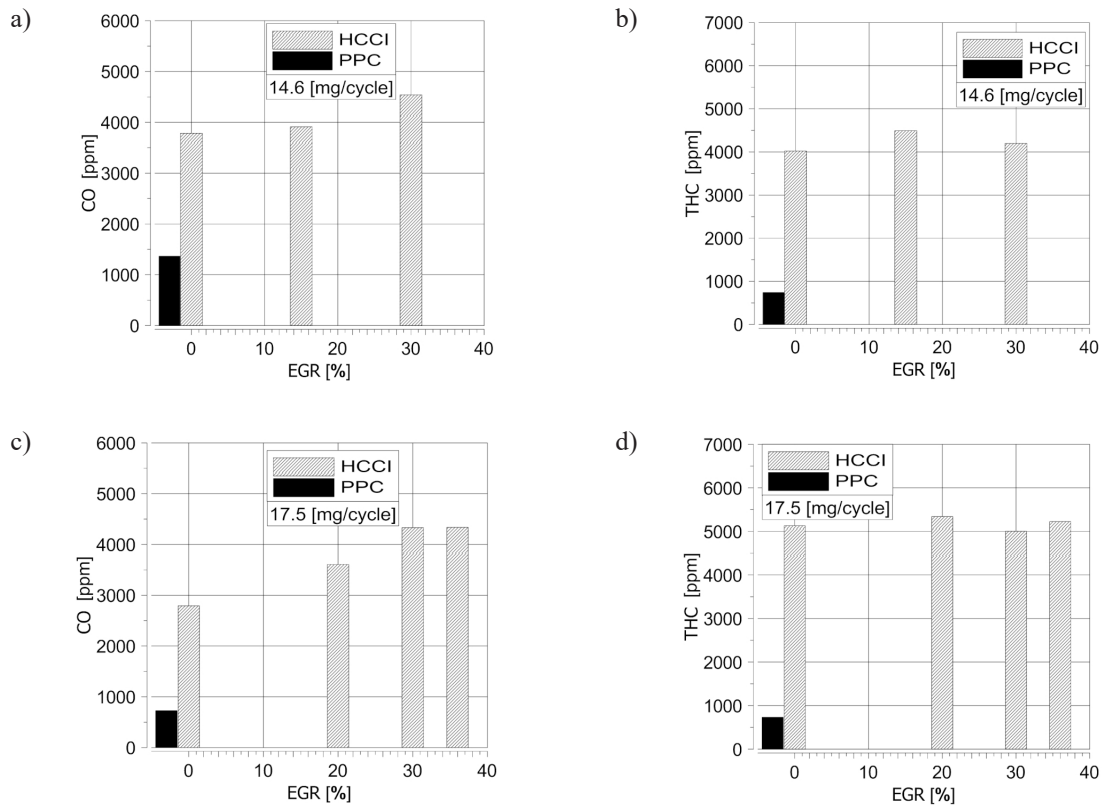 a)
6000
5000
4000
3000
2000
1000
0
CO [ppm]
HCCI
PPC
14.6 [mg/cycle]
0 10 20 30 40
EGR [%]
b)
7000
6000
5000
4000
3000
2000
1000
0
THC [ppm]
HCCI
PPC
14.6 [mg/cycle]
0 10 20 30 40
EGR [%]
c)
6000
5000
4000
3000
2000
1000
0
CO [ppm]
HCCI
PPC
17.5 [mg/cycle]
0 10 20 30 40
EGR [%]
d)
7000
6000
5000
4000
3000
2000
1000
0
THC [ppm]
HCCI
PPC
17.5 [mg/cycle]
0 10 20 30 40
EGR [%]